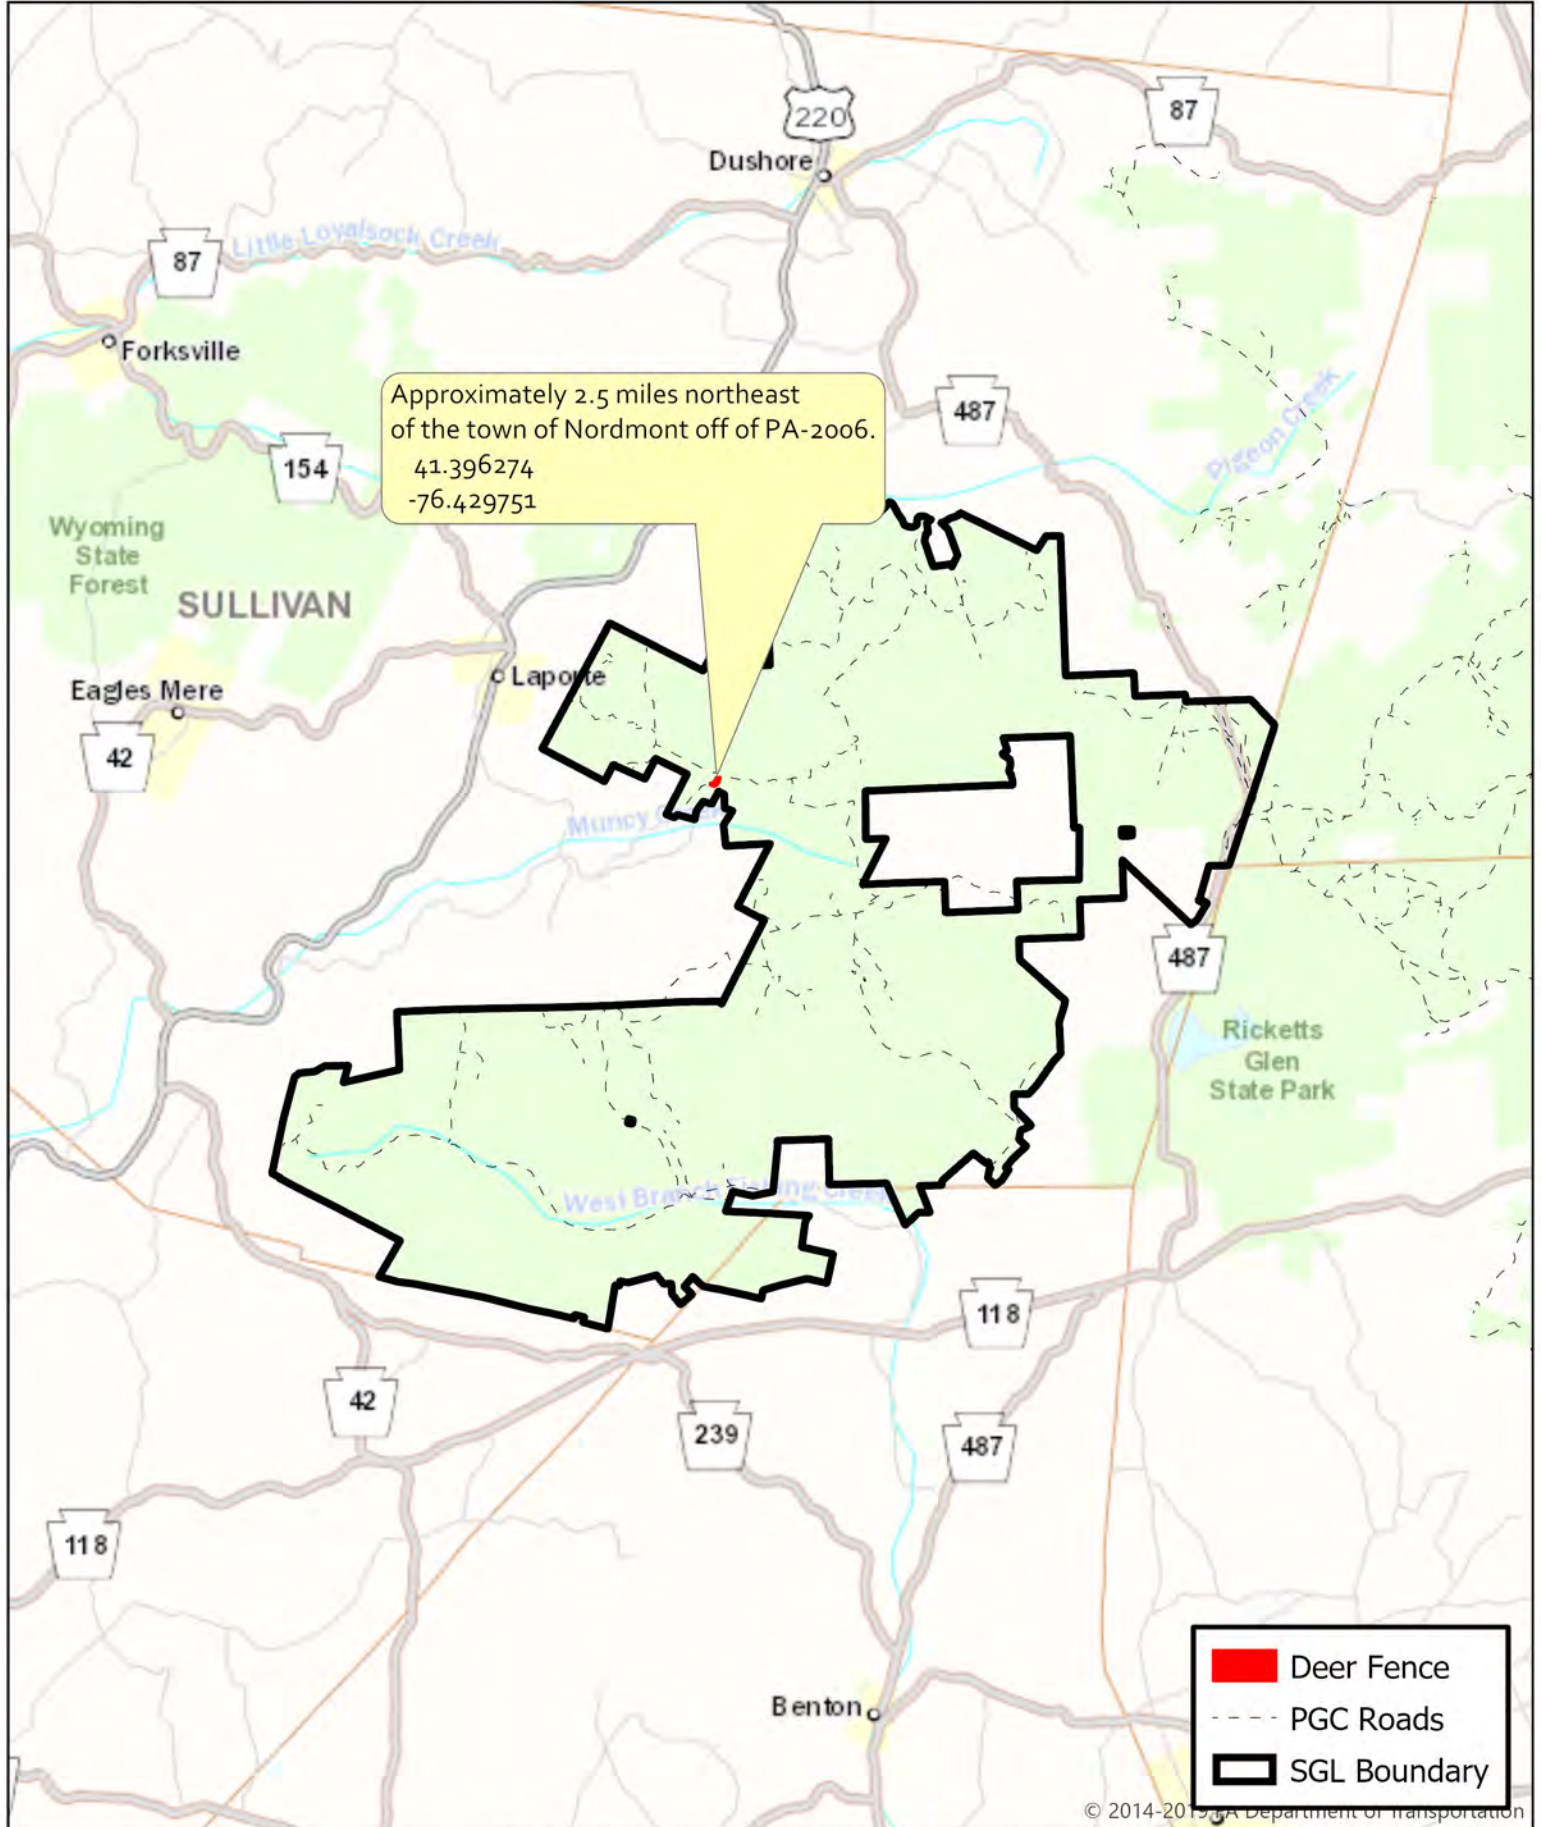 220
87
Dushore
Little Loyalsock Creek
87
Forksville
Approximately 2.5 miles northeast
of the town of Nordmont off of PA-2006.
41.396274
-76.429751
487
154
Pigeon Creek
Wyoming
State
Forest
SULLIVAN
Laporte
Eagles Mere
42
Muncy Creek
487
Ricketts
Glen
State Park
West Branch Fishing Creek
118
42
239
487
118
Benton
Deer Fence
PGC Roads
SGL Boundary
© 2014-2019 PA Department of Transportation